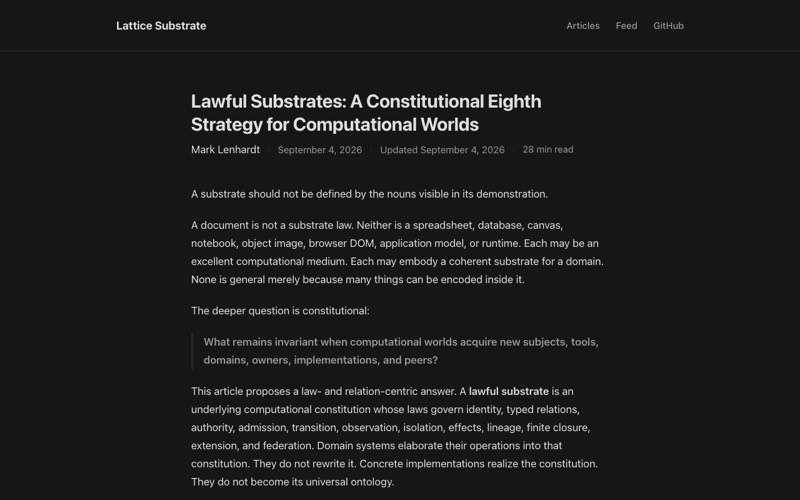 Lattice Substrate
Articles Feed GitHub
Lawful Substrates: A Constitutional Eighth
Strategy for Computational Worlds
Mark Lenhardt · September 4, 2026 · Updated September 4, 2026 · 28 min read
A substrate should not be defined by the nouns visible in its demonstration.
A document is not a substrate law. Neither is a spreadsheet, database, canvas,
notebook, object image, browser DOM, application model, or runtime. Each may be an
excellent computational medium. Each may embody a coherent substrate for a domain.
None is general merely because many things can be encoded inside it.
The deeper question is constitutional:
What remains invariant when computational worlds acquire new subjects, tools,
domains, owners, implementations, and peers?
This article proposes a law- and relation-centric answer. A lawful substrate is an
underlying computational constitution whose laws govern identity, typed relations,
authority, admission, transition, observation, isolation, effects, lineage, finite closure,
extension, and federation. Domain systems elaborate their operations into that
constitution. They do not rewrite it. Concrete implementations realize the constitution.
They do not become its universal ontology.